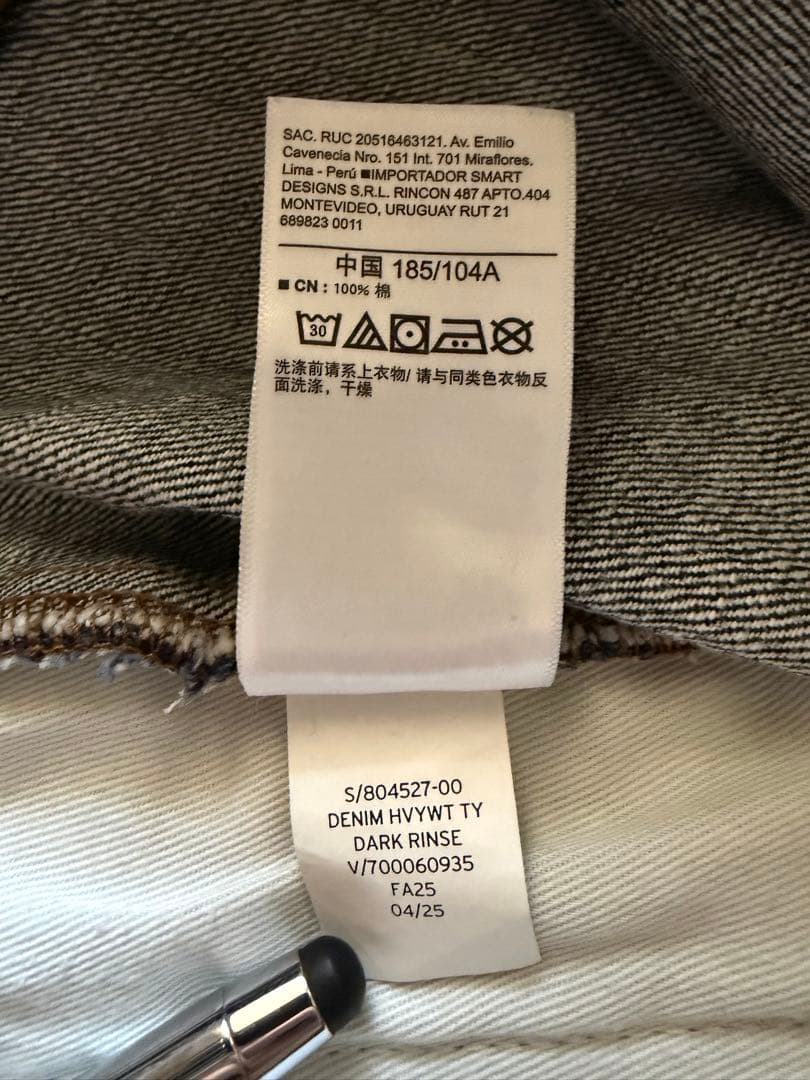 SAC. RUC 20516463121. Av. Emilio
Cavenecia Nro. 151 Int. 701 Miraflores.
Lima - Perú ■IMPORTADOR SMART
DESIGNS S.R.L. RINCON 487 APTO.404
MONTEVIDEO, URUGUAY RUT 21
689823 0011
中国 185/104A
■ CN : 100% 棉
30
洗涤前请系上衣物/ 请与同类色衣物反
面洗涤，干燥
S/804527-00
DENIM HVYWT TY
DARK RINSE
V/700060935
FA25
04/25